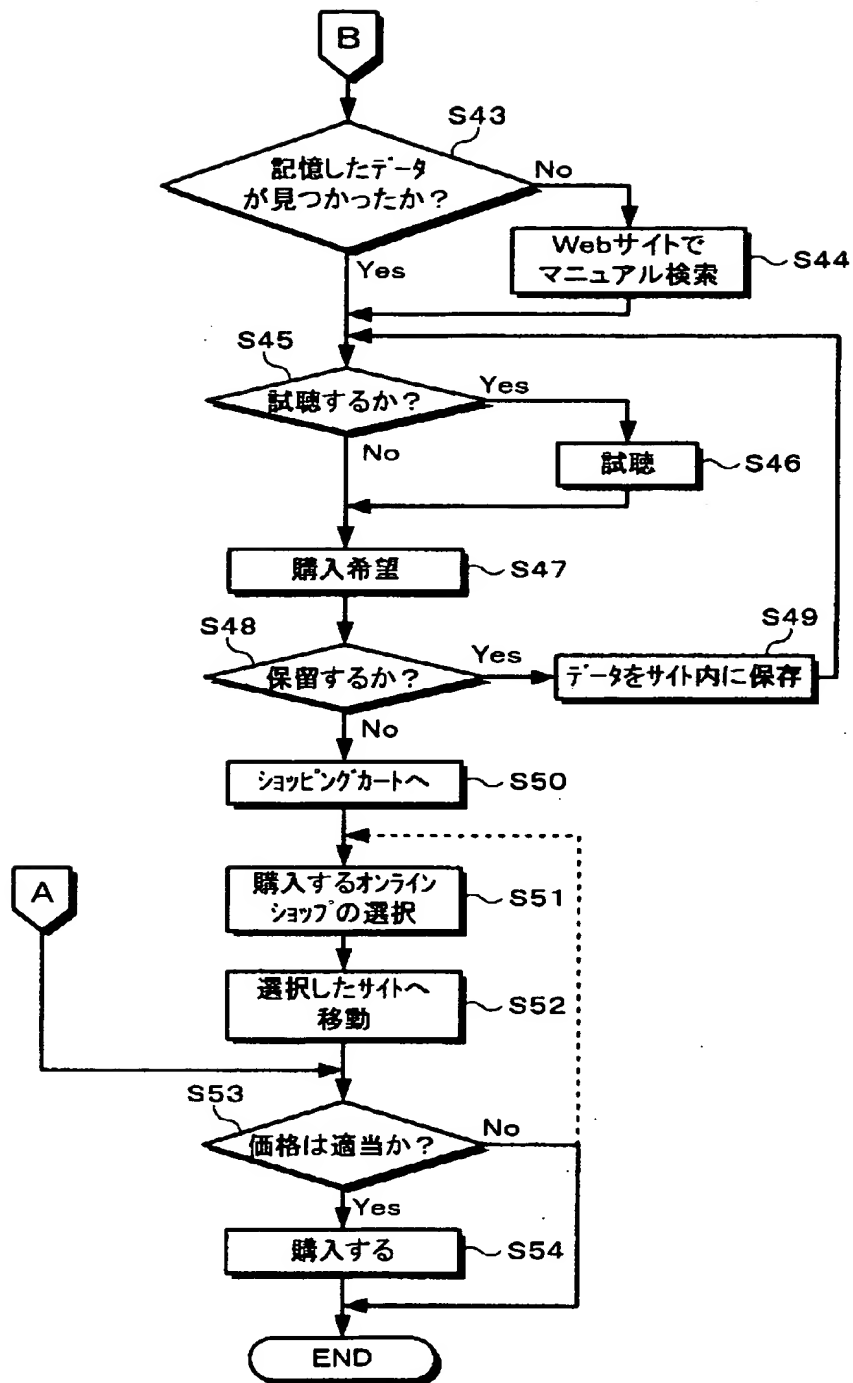 B
S43
記憶したデータ
が見つかったか？
No
Yes
Webサイトで
マニュアル検索
S44
S45
試聴するか？
Yes
No
試聴
S46
購入希望
S47
S48
保留するか？
Yes
No
S49
データをサイト内に保存
ショッピングカートへ
S50
A
購入するオンライン
ショップの選択
S51
選択したサイトへ
移動
S52
S53
価格は適当か？
No
Yes
購入する
S54
END